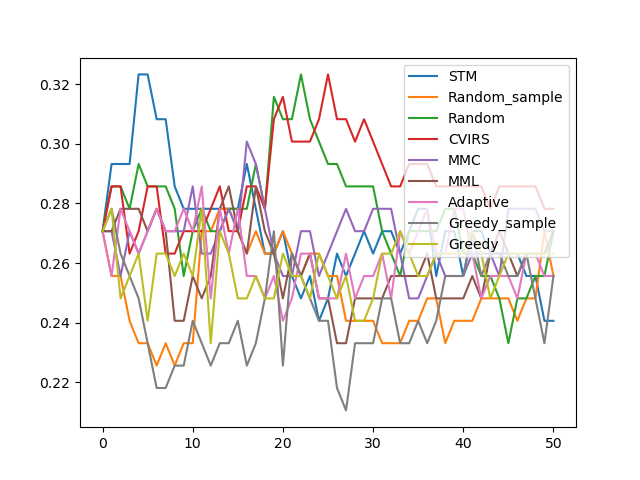 0.32
0.30
0.28
0.26
0.24
0.22
0
10
20
30
40
50
STM
Random_sample
Random
CVIRS
MMC
MML
Adaptive
Greedy_sample
Greedy